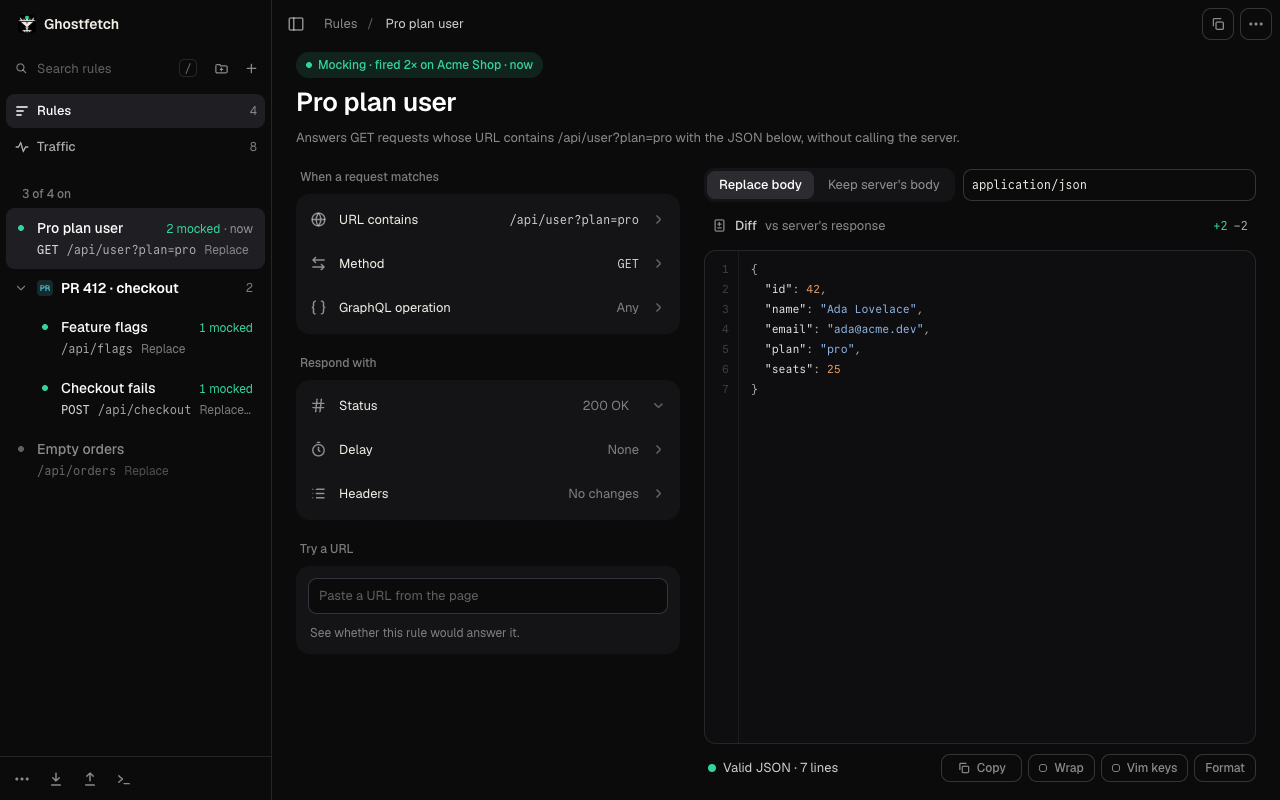 Ghostfetch
Search rules /
Rules 4
Traffic 8
3 of 4 on
Pro plan user 2 mocked · now
GET /api/user?plan=pro Replace
PR PR 412 · checkout 2
Feature flags 1 mocked
/api/flags Replace
Checkout fails 1 mocked
POST /api/checkout Replace…
Empty orders
/api/orders Replace
Rules / Pro plan user
Mocking · fired 2× on Acme Shop · now
Pro plan user
Answers GET requests whose URL contains /api/user?plan=pro with the JSON below, without calling the server.
When a request matches
URL contains /api/user?plan=pro
Method GET
GraphQL operation Any
Respond with
Status 200 OK
Delay None
Headers No changes
Try a URL
Paste a URL from the page
See whether this rule would answer it.
Replace body Keep server's body application/json
Diff vs server's response +2 −2
1 {
2 "id": 42,
3 "name": "Ada Lovelace",
4 "email": "ada@acme.dev",
5 "plan": "pro",
6 "seats": 25
7 }
Valid JSON · 7 lines Copy Wrap Vim keys Format